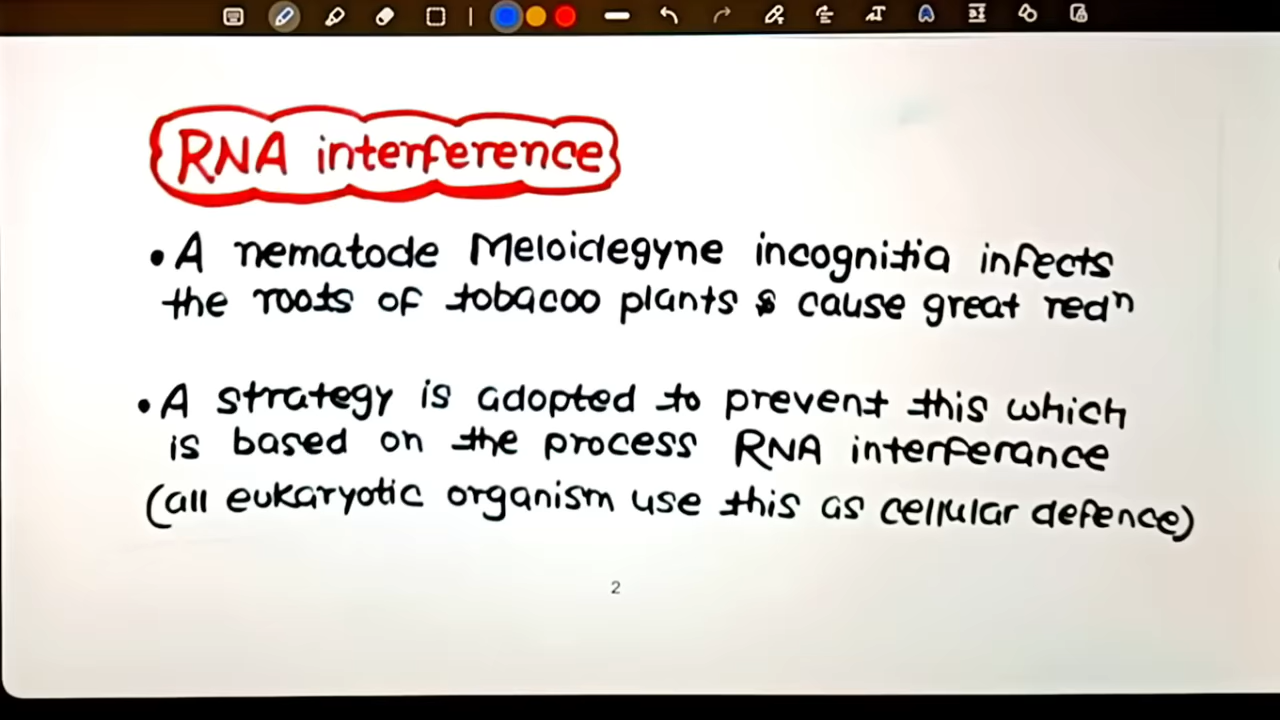 RNA interference
• A nematode Meloidegyne incognitia infects
the roots of tobacoo plants & cause great redⁿ
• A strategy is adopted to prevent this which
is based on the process RNA interferance
(all eukaryotic organism use this as cellular defence)
2